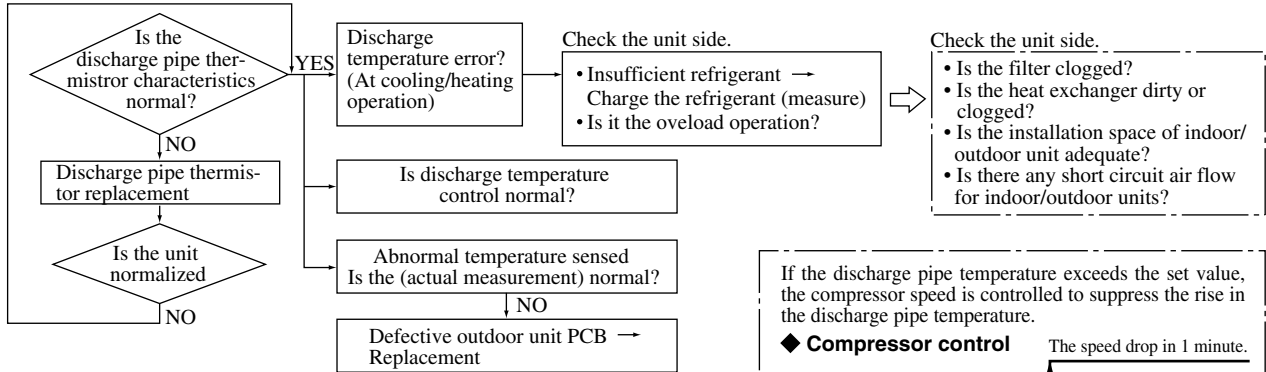 Is the
discharge pipe ther-
mistror characteristics
normal?
YES
NO
Discharge pipe thermis-
tor replacement
Is the unit
normalized
NO
Discharge
temperature error?
(At cooling/heating
operation)
Check the unit side.
• Insufficient refrigerant →
Charge the refrigerant (measure)
• Is it the oveload operation?
Check the unit side.
• Is the filter clogged?
• Is the heat exchanger dirty or
clogged?
• Is the installation space of indoor/
outdoor unit adequate?
• Is there any short circuit air flow
for indoor/outdoor units?
Is discharge temperature
control normal?
Abnormal temperature sensed
Is the (actual measurement) normal?
NO
Defective outdoor unit PCB →
Replacement
If the discharge pipe temperature exceeds the set value,
the compressor speed is controlled to suppress the rise in
the discharge pipe temperature.
◆ Compressor control
The speed drop in 1 minute.